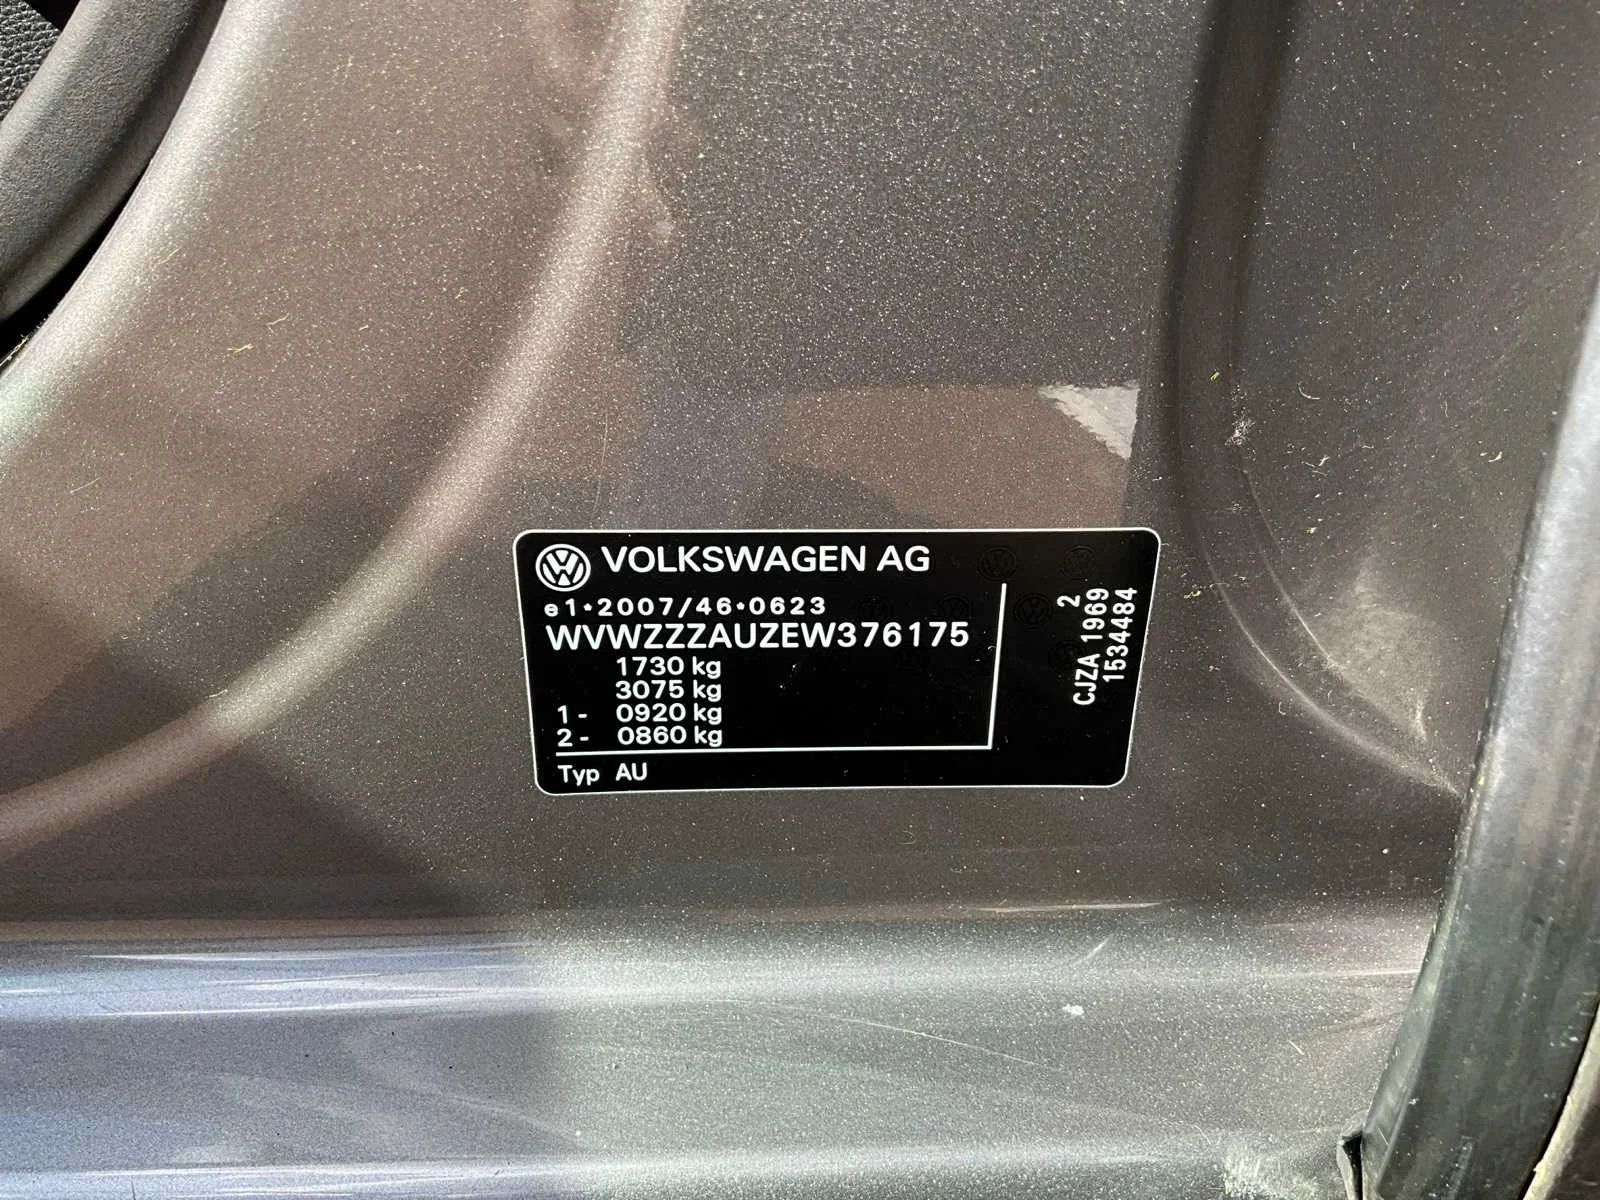 VOLKSWAGEN AG
e1*2007/46*0623
WVWZZZAUZEW376175
1730 kg
3075 kg
1- 0920 kg
2- 0860 kg
Typ AU
2
CJZA 1969
1534484